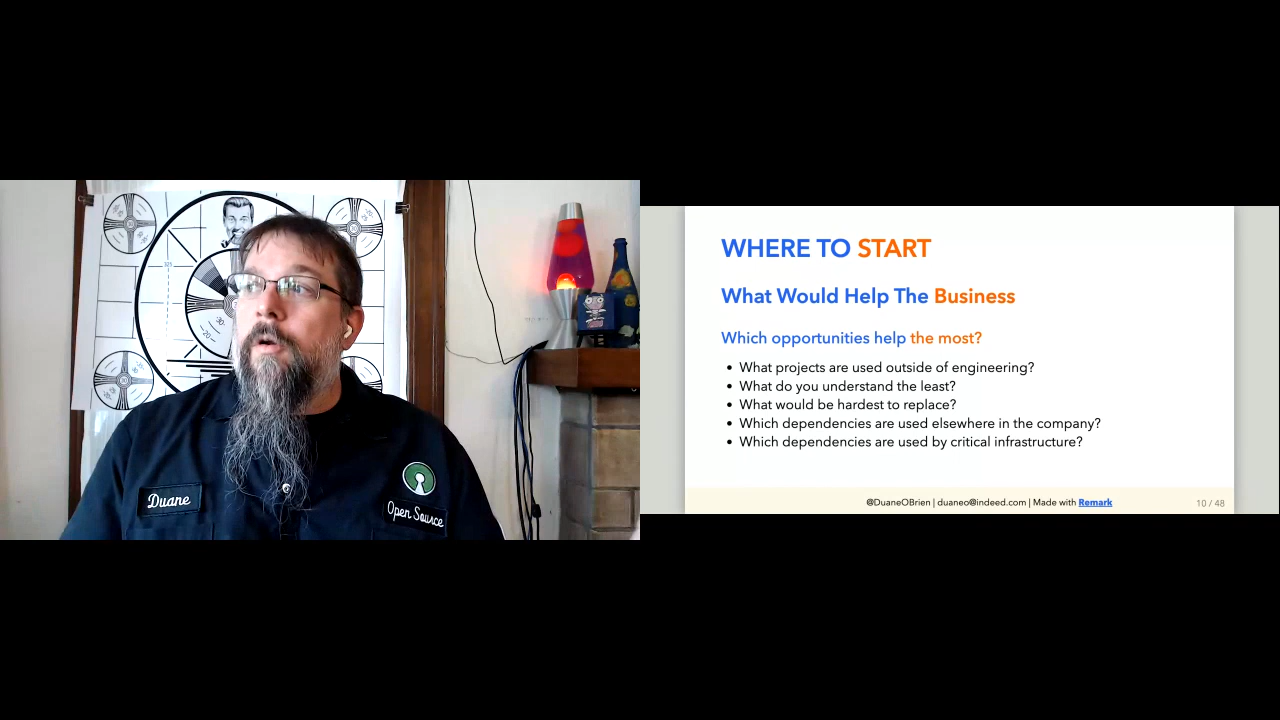 Duane
Open Source
WHERE TO START
What Would Help The Business
Which opportunities help the most?
• What projects are used outside of engineering?
• What do you understand the least?
• What would be hardest to replace?
• Which dependencies are used elsewhere in the company?
• Which dependencies are used by critical infrastructure?
@DuaneOBrien | duaneo@indeed.com | Made with Remark
10 / 48